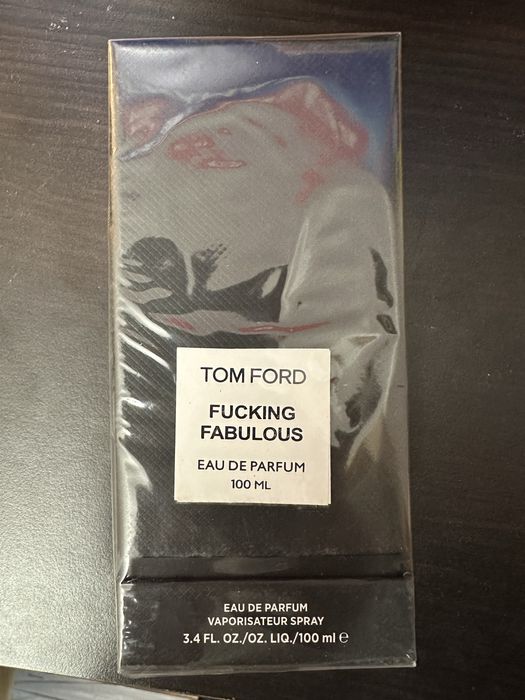 TOM FORD
FUCKING
FABULOUS
EAU DE PARFUM
100 ML
EAU DE PARFUM
VAPORISATEUR SPRAY
3.4 FL. OZ./OZ. LIQ./100 ml ℮